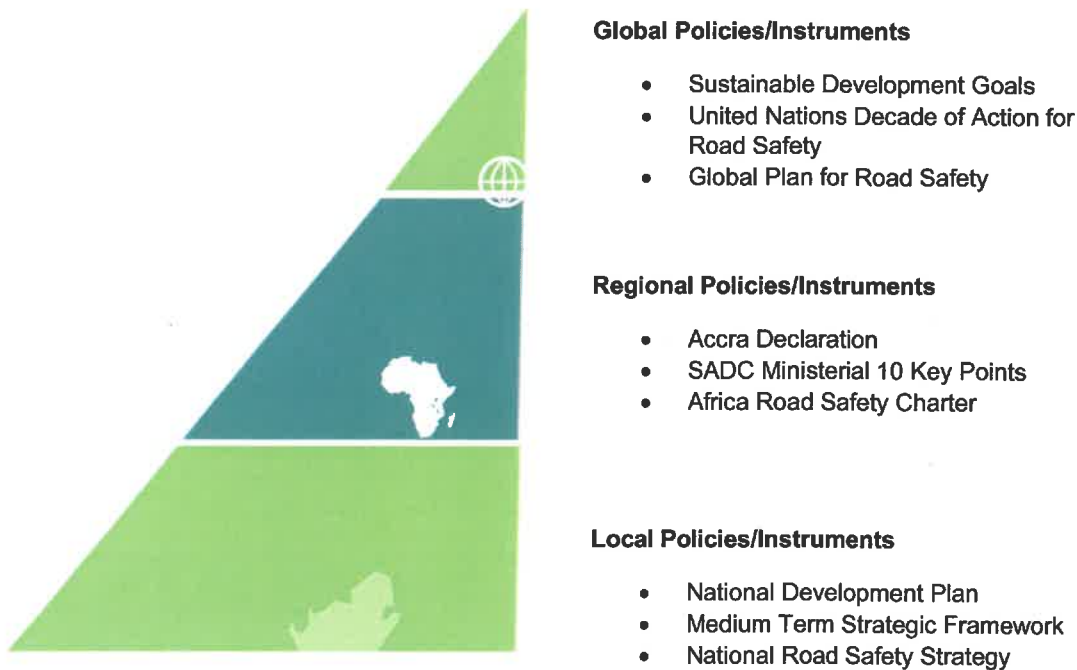 Global Policies/Instruments
• Sustainable Development Goals
• United Nations Decade of Action for
Road Safety
• Global Plan for Road Safety
Regional Policies/Instruments
• Accra Declaration
• SADC Ministerial 10 Key Points
• Africa Road Safety Charter
Local Policies/Instruments
• National Development Plan
• Medium Term Strategic Framework
• National Road Safety Strategy